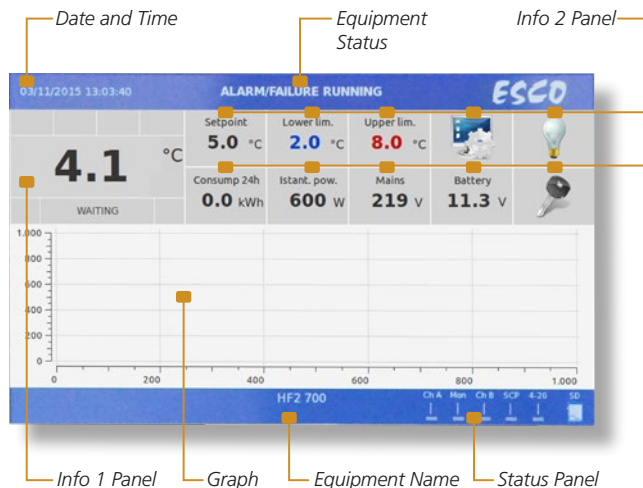 Date and Time
Equipment Status
Info 2 Panel
03/11/2015 13:03:40
ALARM/FAILURE RUNNING
ESCO
4.1 °C
WAITING
Setpoint
5.0 °C
Lower lim.
2.0 °C
Upper lim.
8.0 °C
Consump 24h
0.0 kWh
Istant. pow.
600 W
Mains
219 V
Battery
11.3 V
1.000
800
600
400
200
0
0 200 400 600 800 1.000
HF2 700
Ch A Mon Ch B SCP 4-20 SD
Info 1 Panel
Graph
Equipment Name
Status Panel